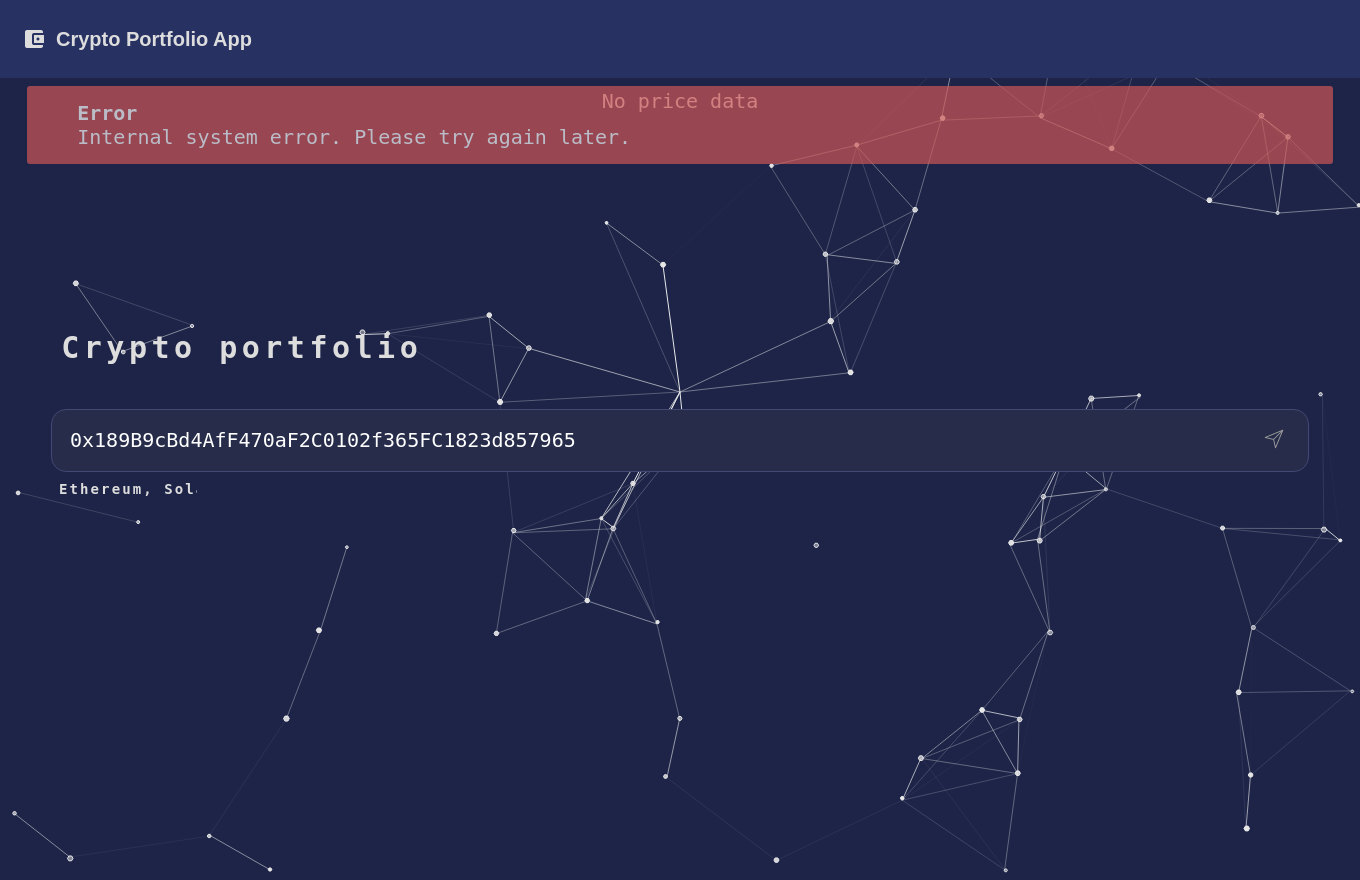 Crypto Portfolio App
No price data
Error
Internal system error. Please try again later.
Crypto portfolio
0x189B9cBd4AfF470aF2C0102f365FC1823d857965
Ethereum, Sol